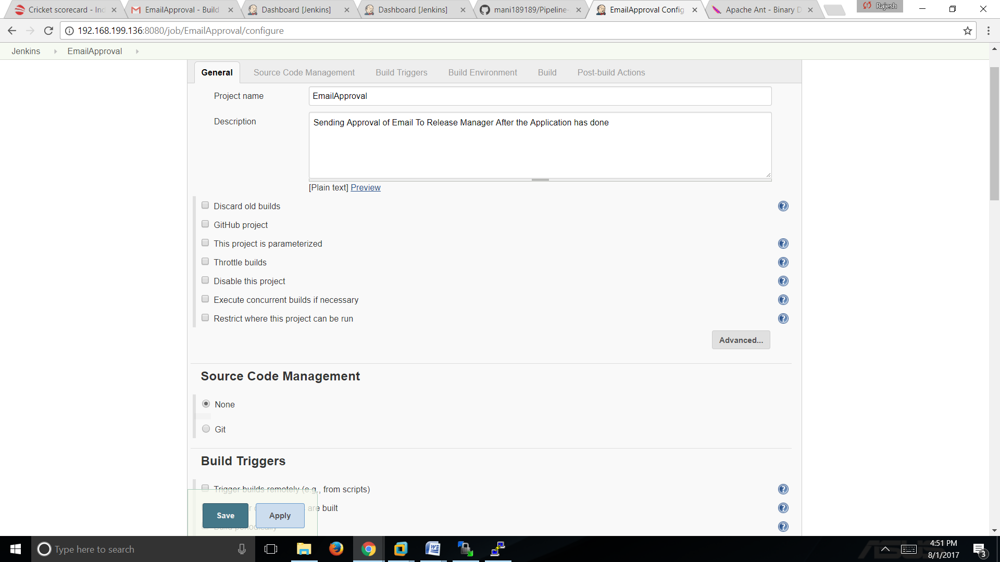 Cricket scorecard - Ind
EmailApproval - Build
Dashboard [Jenkins]
Dashboard [Jenkins]
mani189189/Pipeline-
EmailApproval Config
Apache Ant - Binary D
Rajesh
192.168.199.136:8080/job/EmailApproval/configure
Jenkins
EmailApproval
General
Source Code Management
Build Triggers
Build Environment
Build
Post-build Actions
Project name
EmailApproval
Description
Sending Approval of Email To Release Manager After the Application has done
[Plain text] Preview
Discard old builds
GitHub project
This project is parameterized
Throttle builds
Disable this project
Execute concurrent builds if necessary
Restrict where this project can be run
Advanced...
Source Code Management
None
Git
Build Triggers
Trigger builds remotely (e.g., from scripts)
are built
Build periodically
Save
Apply
Type here to search
ASUS
4:51 PM
8/1/2017
3